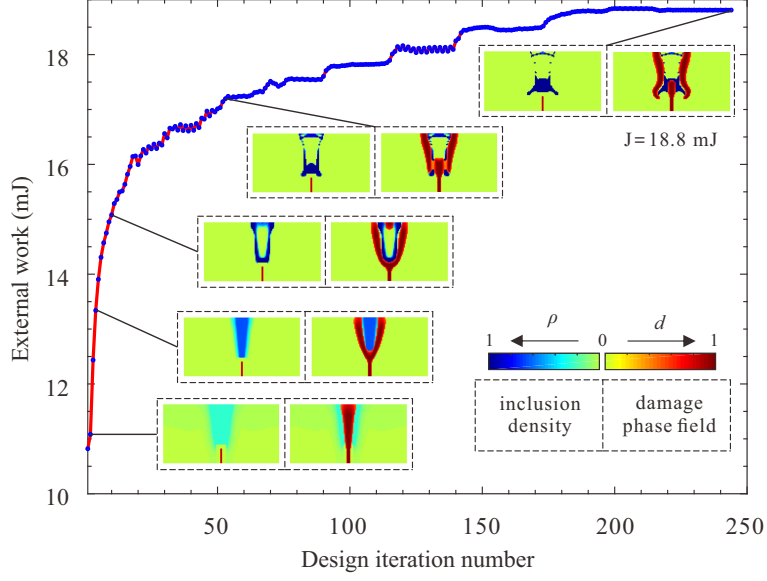 External work (mJ)
18
16
14
12
10
50
100
150
200
250
Design iteration number
J = 18.8 mJ
ρ
d
1
0
1
inclusion
density
damage
phase field